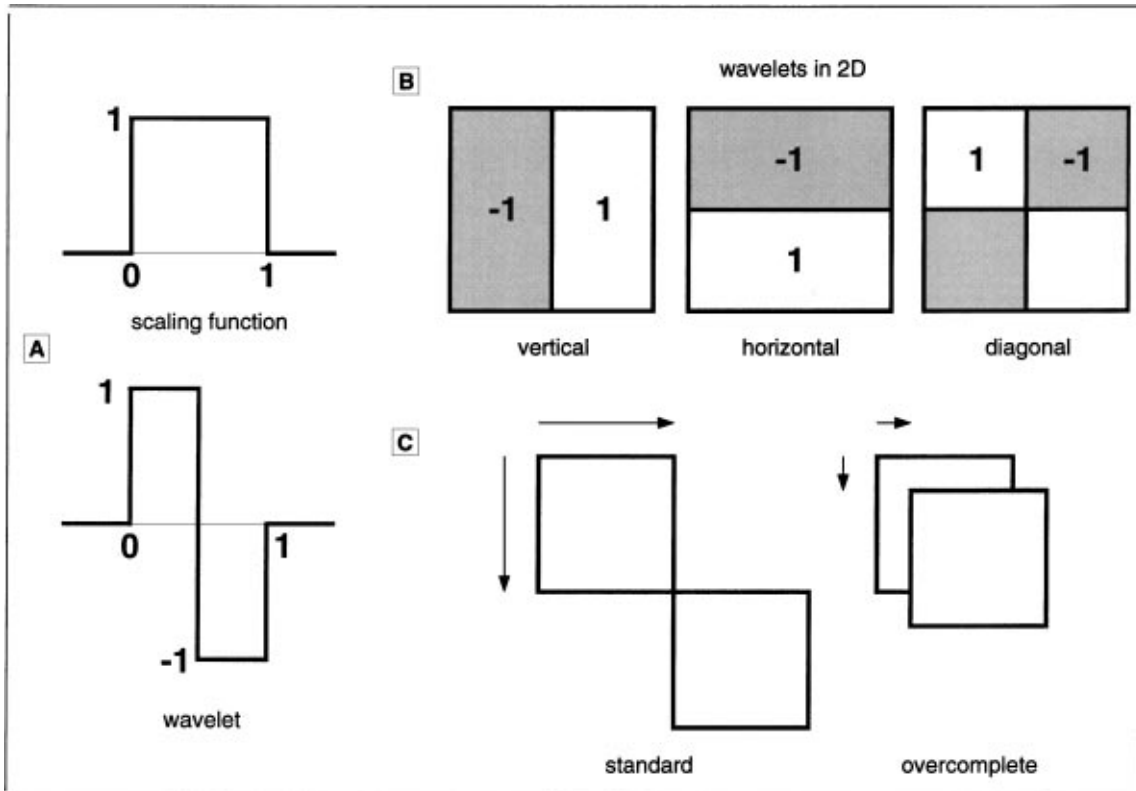 A
1
0 1
scaling function
1
0 1
-1
wavelet
B
wavelets in 2D
-1 1
vertical
-1
1
horizontal
1 -1
diagonal
C
standard
overcomplete